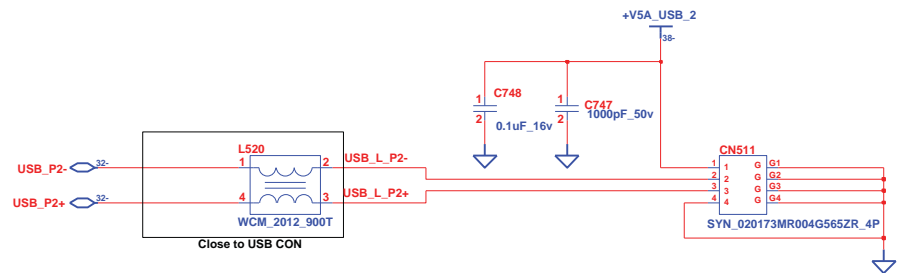 +V5A_USB_2
38-
1
C748
2
0.1uF_16v
1
C747
2
1000pF_50v
L520
USB_P2-
32-
1
2
USB_L_P2-
USB_P2+
32-
4
3
USB_L_P2+
WCM_2012_900T
Close to USB CON
CN511
1
1
G
G1
2
2
G
G2
3
3
G
G3
4
4
G
G4
SYN_020173MR004G565ZR_4P